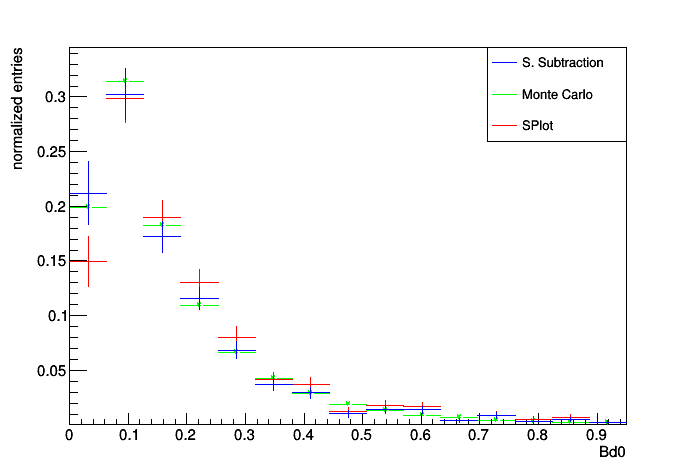 normalized entries
0.3
0.25
0.2
0.15
0.1
0.05
0 0.1 0.2 0.3 0.4 0.5 0.6 0.7 0.8 0.9
Bd0
S. Subtraction
Monte Carlo
SPlot